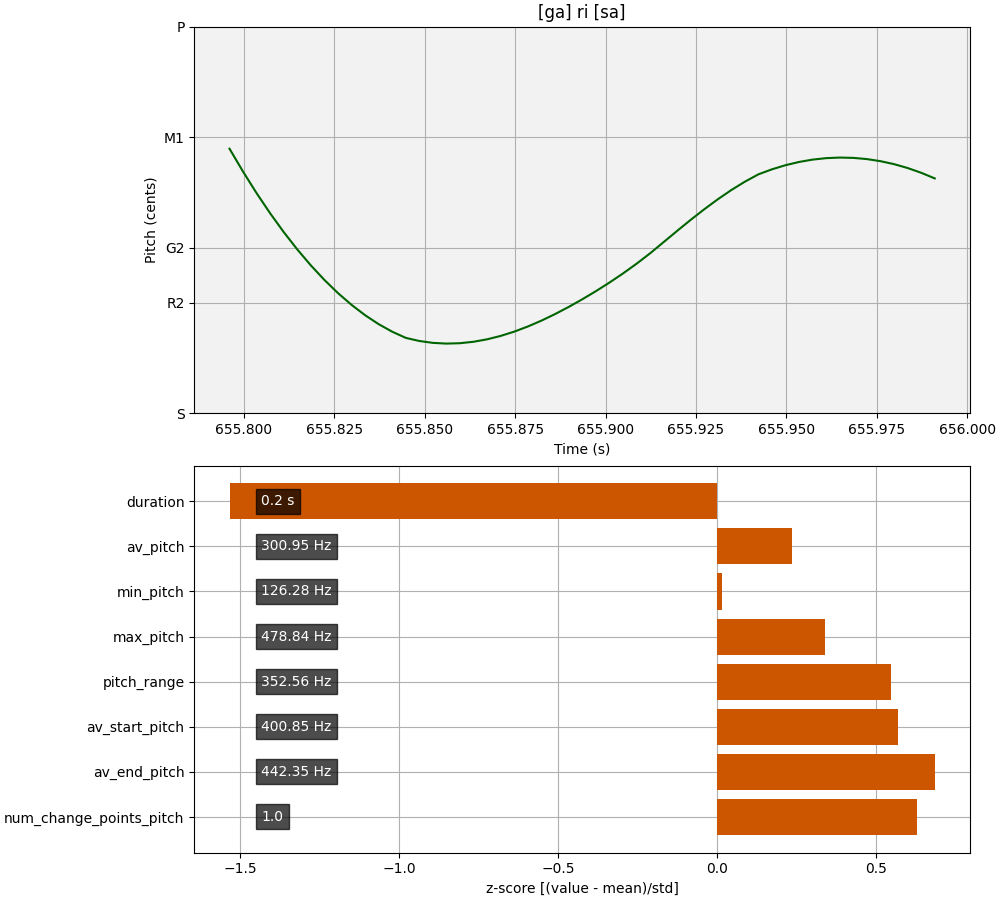 [ga] ri [sa]
P
M1
G2
R2
S
Pitch (cents)
655.800 655.825 655.850 655.875 655.900 655.925 655.950 655.975 656.000
Time (s)
duration 0.2 s
av_pitch 300.95 Hz
min_pitch 126.28 Hz
max_pitch 478.84 Hz
pitch_range 352.56 Hz
av_start_pitch 400.85 Hz
av_end_pitch 442.35 Hz
num_change_points_pitch 1.0
−1.5 −1.0 −0.5 0.0 0.5
z-score [(value - mean)/std]